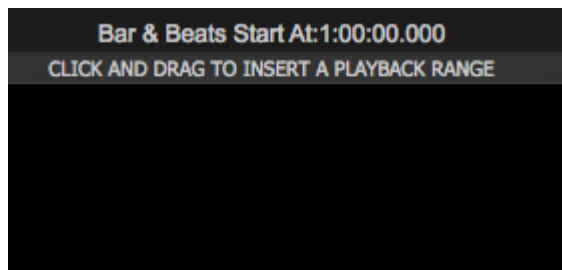 Bar & Beats Start At:1:00:00.000
CLICK AND DRAG TO INSERT A PLAYBACK RANGE